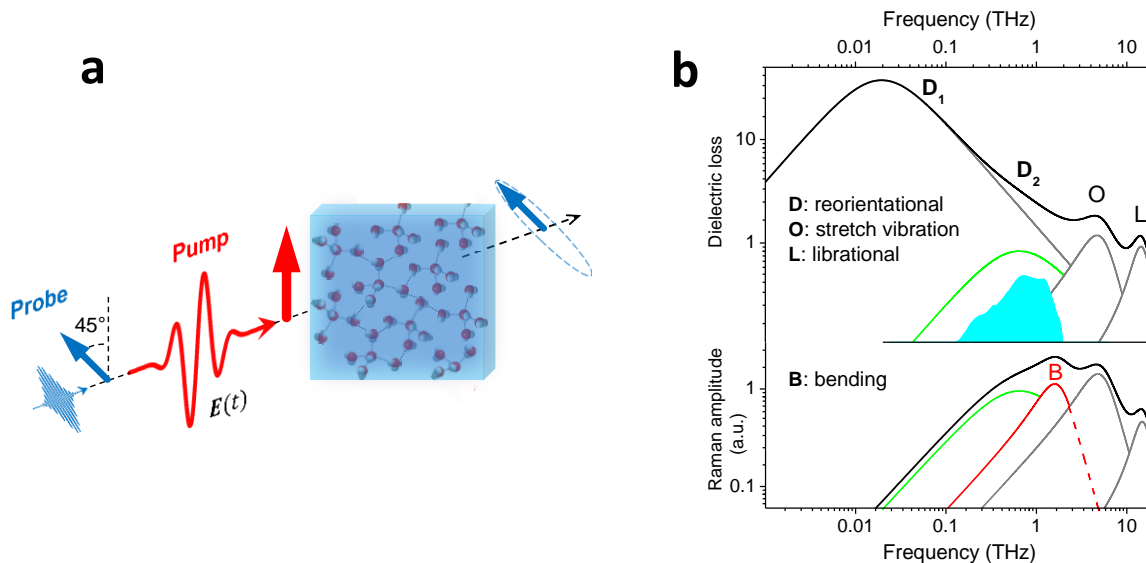 a
Probe
45°
Pump
E(t)
b
Frequency (THz)
0.01 0.1 1 10
Dielectric loss
10
1
D1
D2
O
L
D: reorientational
O: stretch vibration
L: librational
Raman amplitude
(a.u.)
1
0.1
B: bending
B
0.01 0.1 1 10
Frequency (THz)